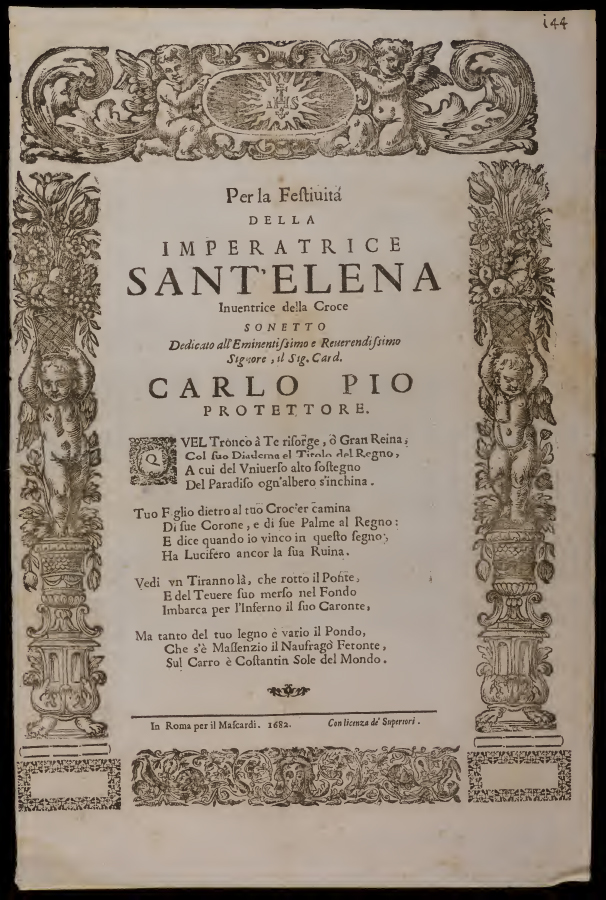 i44
IHS
Per la Feſtiuitá
DELLA
IMPERATRICE
SANT'ELENA
Inuentrice della Croce
SONETTO
Dedicato all'Eminentiſsimo e Reuerendiſsimo
Signore, il Sig. Card.
CARLO PIO
PROTETTORE.
QVEL Tronco à Te riſorge, ò Gran Reina,
Col ſuo Diadema el Titolo del Regno,
A cui del Vniuerſo alto ſoſtegno
Del Paradiſo ogn'albero s'inchina.
Tuo F glio dietro al tuo Croc'er camina
Di ſue Corone, e di ſue Palme al Regno:
E dice quando io vinco in queſto ſegno;
Ha Lucifero ancor la ſua Ruina.
Vedi vn Tiranno là, che rotto il Ponte,
E del Teuere ſuo merſo nel Fondo
Imbarca per l'Inferno il ſuo Caronte,
Ma tanto del tuo legno è vario il Pondo,
Che s'è Maſſenzio il Naufragò Feronte,
Sul Carro è Coſtantin Sole del Mondo.
In Roma per il Maſcardi. 1682. Con licenza de' Superiori.